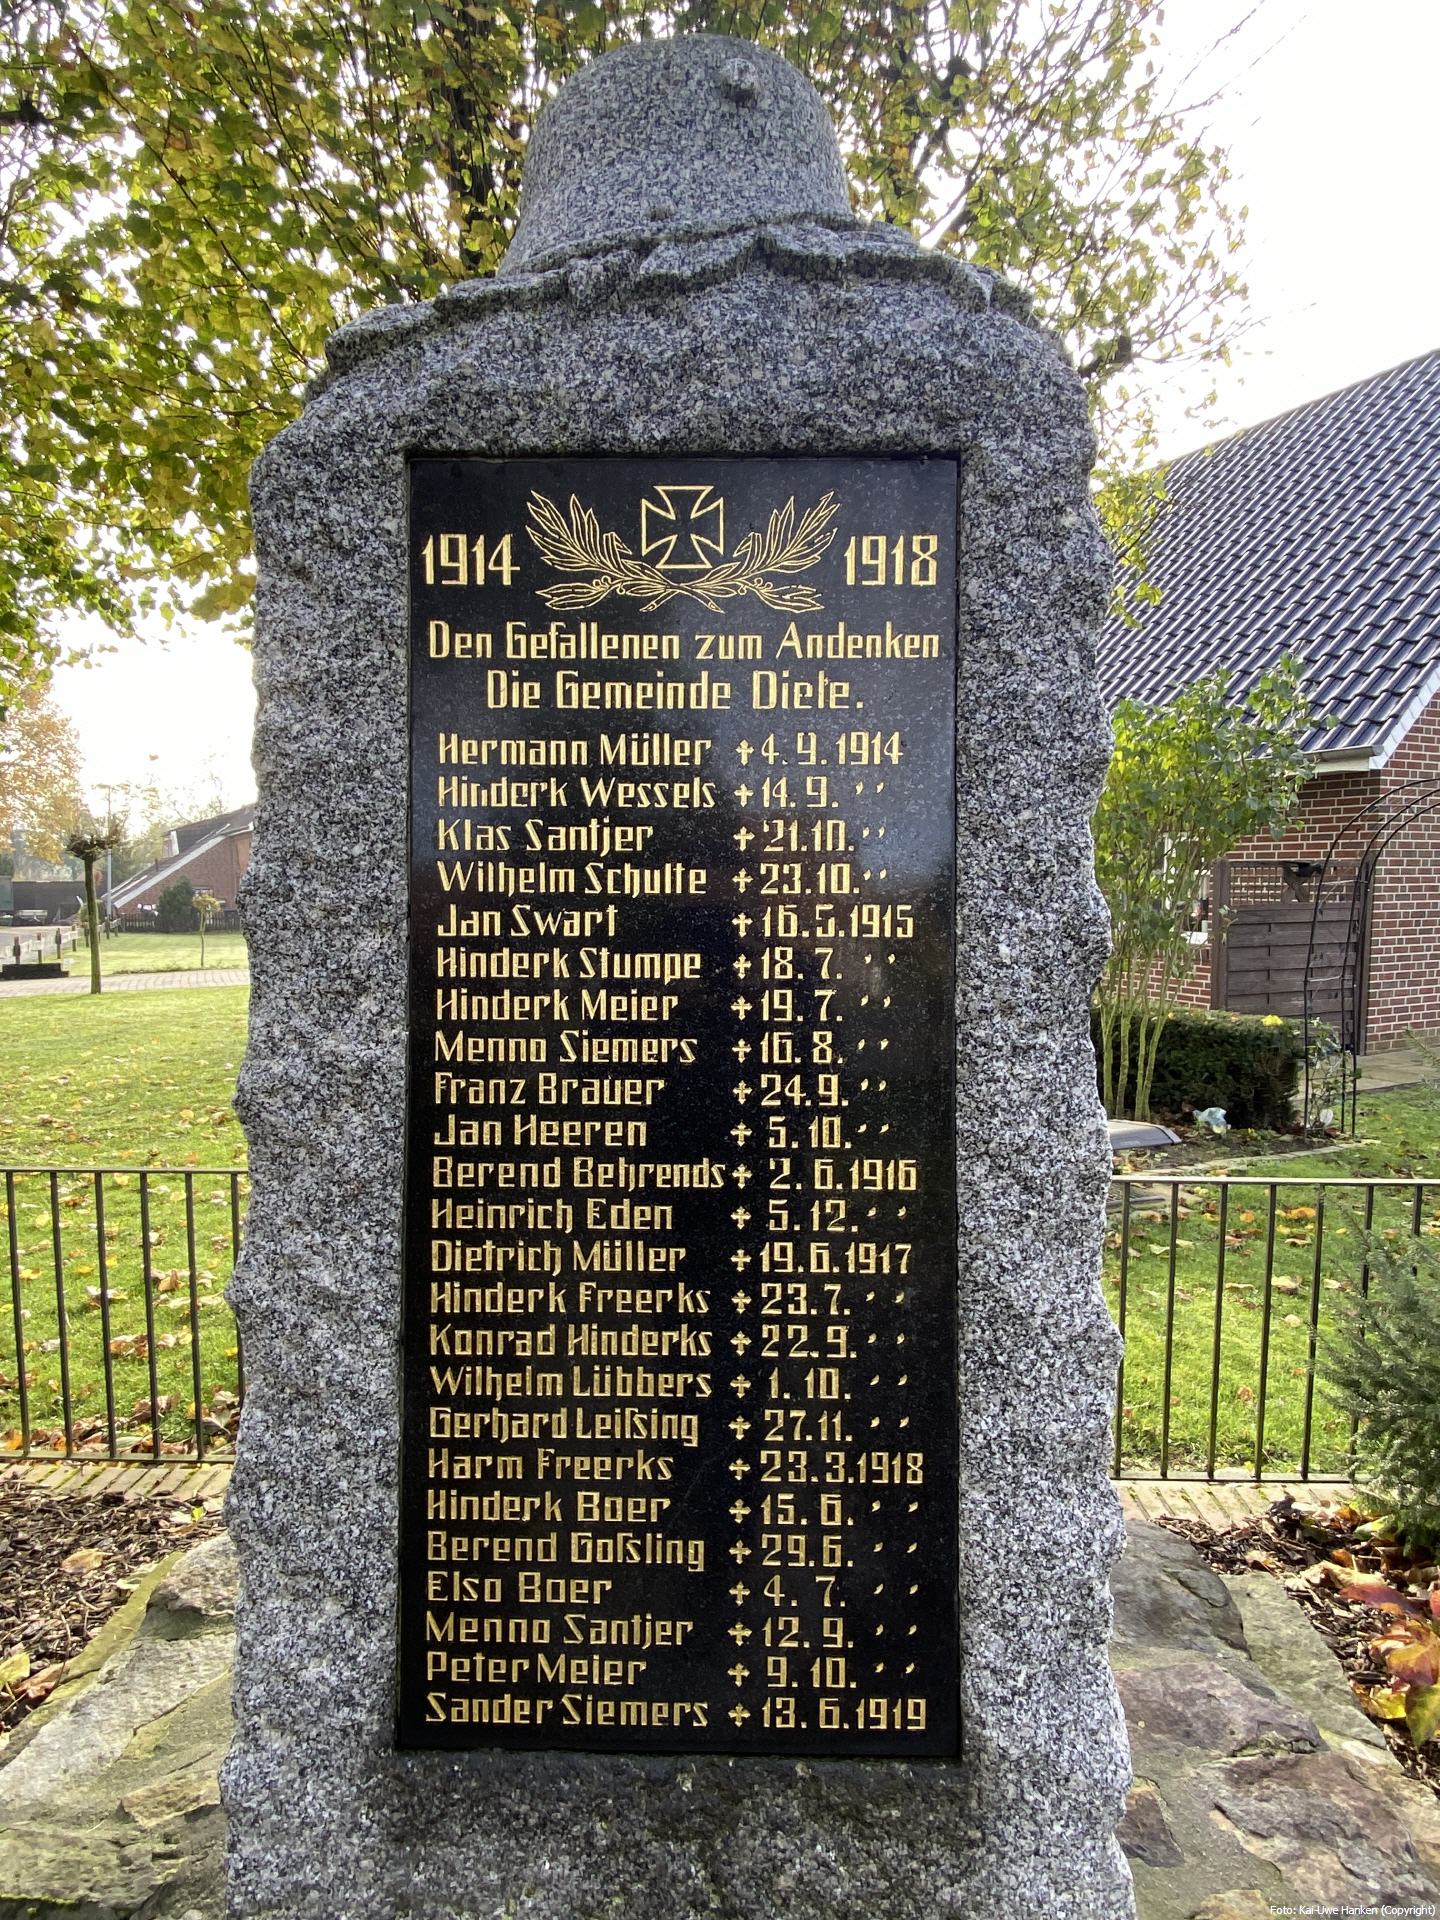 1914 1918
Den Gefallenen zum Andenken
Die Gemeinde Diele.
Hermann Müller ✝ 4. 9. 1914
Hinderk Wessels ✝ 14. 9. ' '
Klas Santjer ✝ 21. 10. ' '
Wilhelm Schulte ✝ 23. 10. ' '
Jan Swart ✝ 16. 5. 1915
Hinderk Stumpe ✝ 18. 7. ' '
Hinderk Meier ✝ 19. 7. ' '
Menno Siemers ✝ 16. 8. ' '
Franz Brauer ✝ 24. 9. ' '
Jan Heeren ✝ 5. 10. ' '
Berend Behrends ✝ 2. 6. 1916
Heinrich Eden ✝ 5. 12. ' '
Dietrich Müller ✝ 19. 6. 1917
Hinderk Freerks ✝ 23. 7. ' '
Konrad Hinderks ✝ 22. 9. ' '
Wilhelm Lübbers ✝ 1. 10. ' '
Gerhard Leiſsing ✝ 27. 11. ' '
Harm Freerks ✝ 23. 3. 1918
Hinderk Boer ✝ 15. 6. ' '
Berend Goſsling ✝ 29. 6. ' '
Elso Boer ✝ 4. 7. ' '
Menno Santjer ✝ 12. 9. ' '
Peter Meier ✝ 9. 10. ' '
Sander Siemers ✝ 13. 6. 1919
Foto: Kai-Uwe Hanken (Copyright)